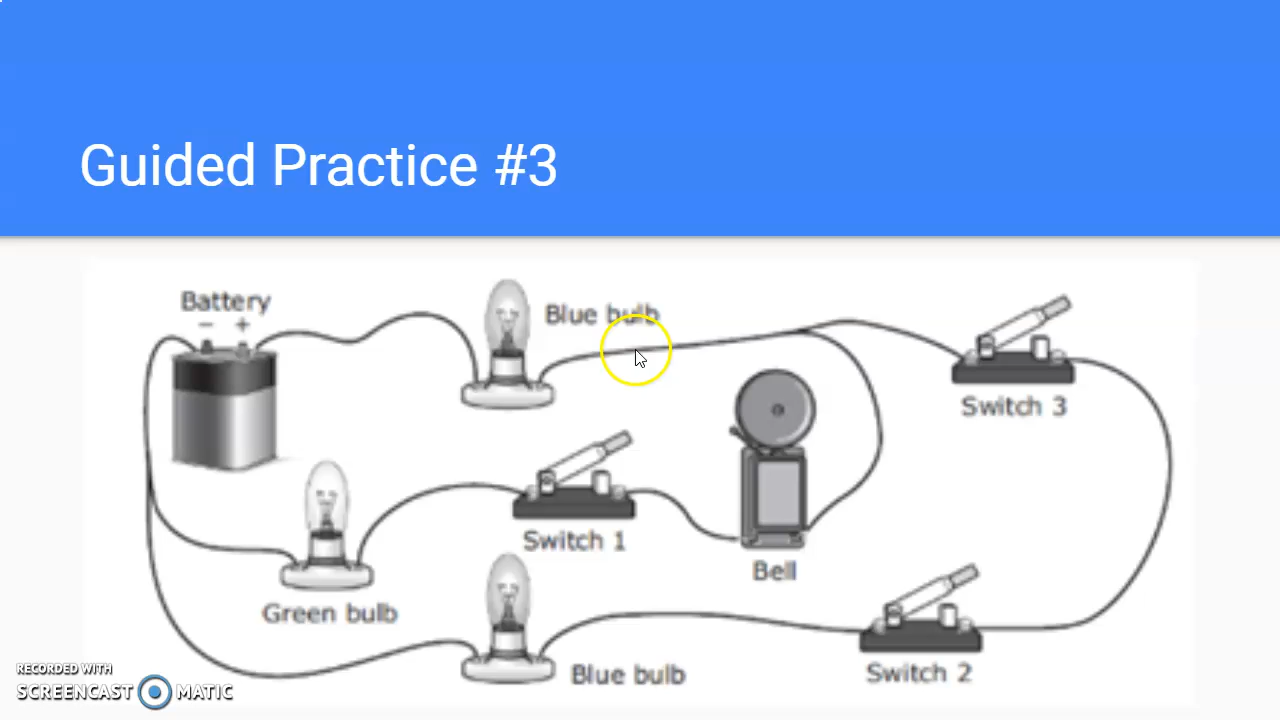 Guided Practice #3
Battery
− +
Blue bulb
Switch 3
Switch 1
Bell
Green bulb
Blue bulb
Switch 2
RECORDED WITH
SCREENCAST MATIC